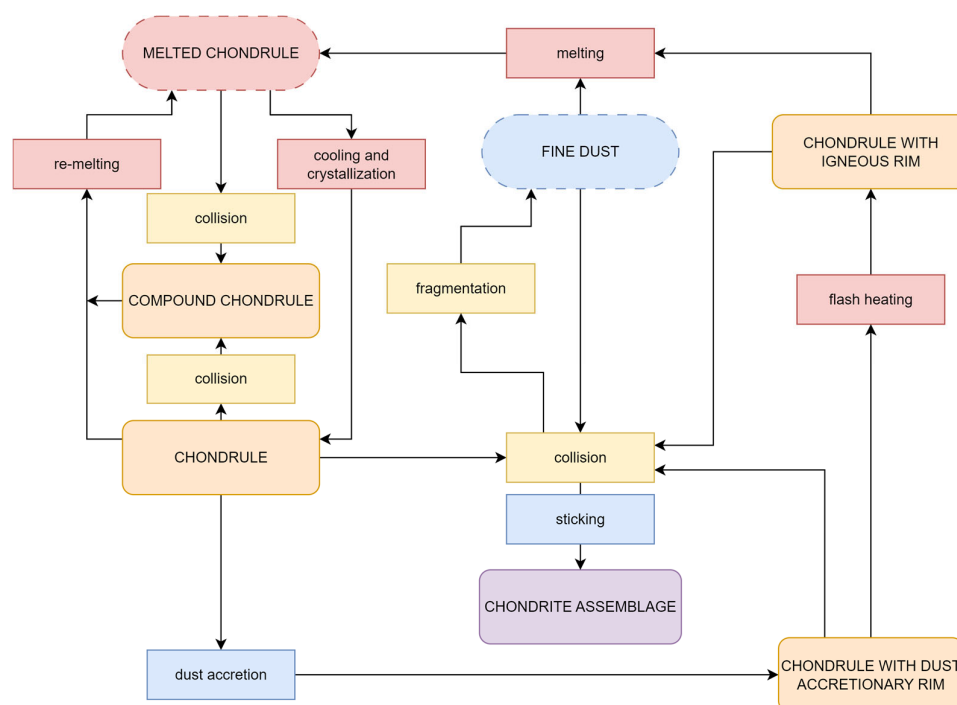 MELTED CHONDRULE
melting
re-melting
cooling and
crystallization
FINE DUST
CHONDRULE WITH
IGNEOUS RIM
collision
COMPOUND CHONDRULE
fragmentation
flash heating
collision
CHONDRULE
collision
sticking
CHONDRITE ASSEMBLAGE
dust accretion
CHONDRULE WITH DUST
ACCRETIONARY RIM